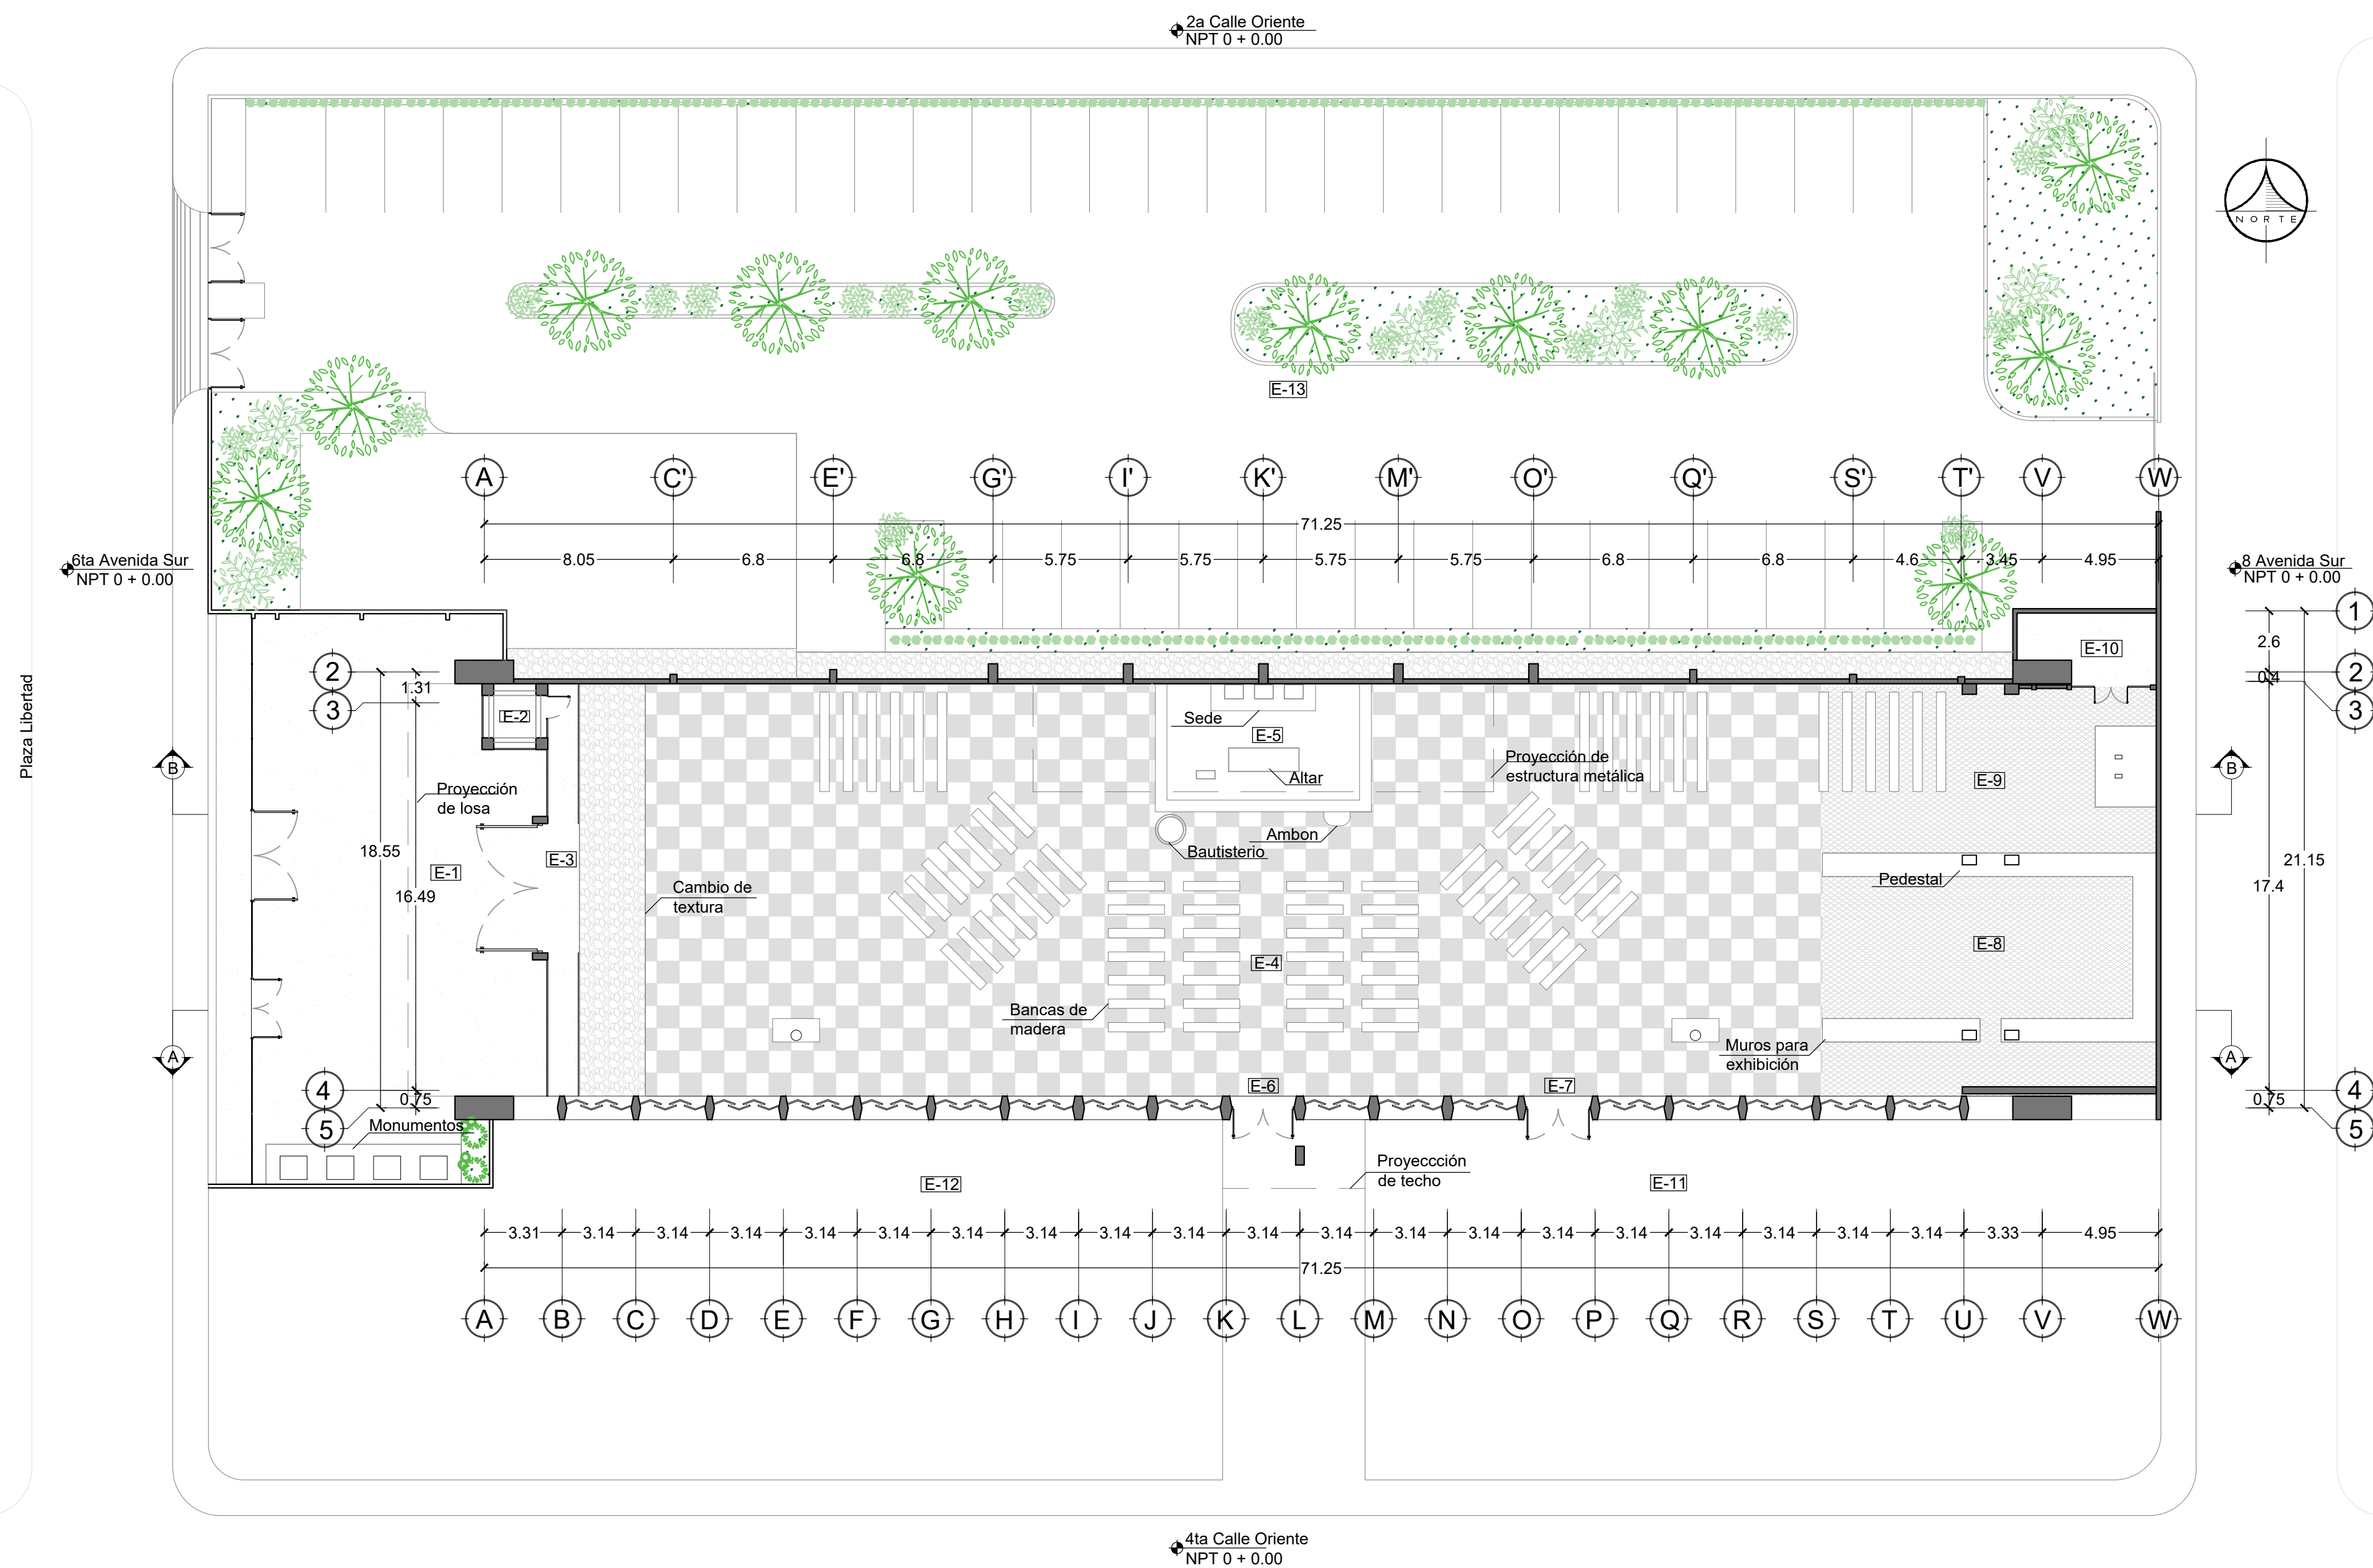 2a Calle Oriente
NPT 0 + 0.00
NORTE
E-13
A C' E' G' I' K' M' O' Q' S' T' V W
71.25
8.05 6.8 6.8 5.75 5.75 5.75 5.75 6.8 6.8 4.6 3.45 4.95
6ta Avenida Sur
NPT 0 + 0.00
8 Avenida Sur
NPT 0 + 0.00
Plaza Libertad
1
2.6
2
0.4
3
17.4
21.15
4
0.75
5
2
1.31
3
18.55
16.49
4
0.75
5
B
B
A
A
E-10
E-2
Sede
E-5
Altar
Proyección de
estructura metálica
E-9
Proyección
de losa
Ambon
Bautisterio
E-3
E-1
Cambio de
textura
Pedestal
E-8
E-4
Bancas de
madera
Muros para
exhibición
E-6
E-7
Monumentos
Proyeccción
de techo
E-12
E-11
3.31 3.14 3.14 3.14 3.14 3.14 3.14 3.14 3.14 3.14 3.14 3.14 3.14 3.14 3.14 3.14 3.14 3.14 3.14 3.14 3.33 4.95
71.25
A B C D E F G H I J K L M N O P Q R S T U V W
4ta Calle Oriente
NPT 0 + 0.00